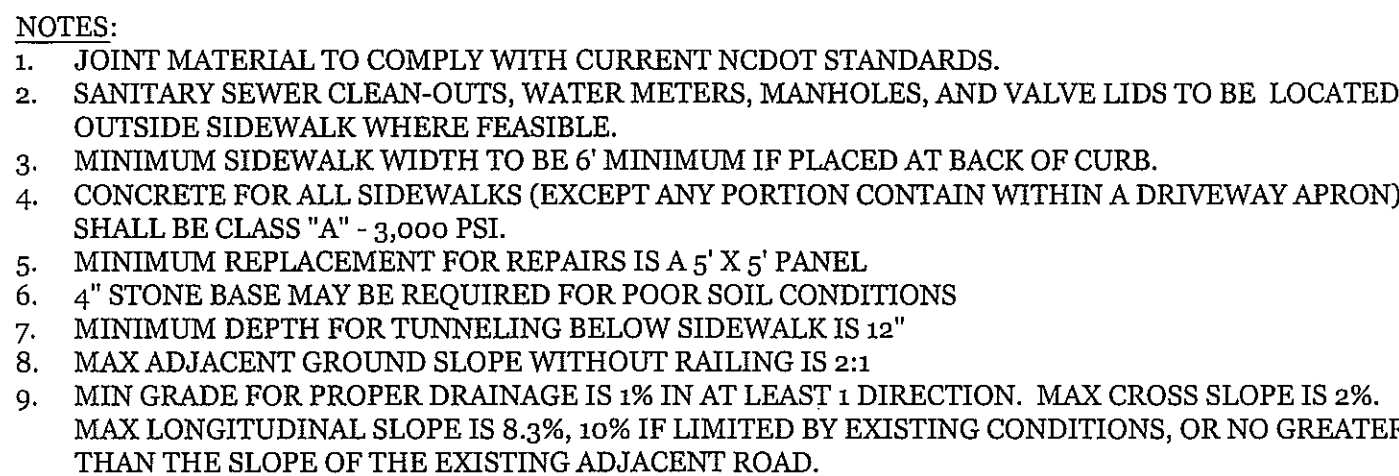 NOTES:
1. JOINT MATERIAL TO COMPLY WITH CURRENT NCDOT STANDARDS.
2. SANITARY SEWER CLEAN-OUTS, WATER METERS, MANHOLES, AND VALVE LIDS TO BE LOCATED
OUTSIDE SIDEWALK WHERE FEASIBLE.
3. MINIMUM SIDEWALK WIDTH TO BE 6' MINIMUM IF PLACED AT BACK OF CURB.
4. CONCRETE FOR ALL SIDEWALKS (EXCEPT ANY PORTION CONTAIN WITHIN A DRIVEWAY APRON)
SHALL BE CLASS "A" - 3,000 PSI.
5. MINIMUM REPLACEMENT FOR REPAIRS IS A 5' X 5' PANEL
6. 4" STONE BASE MAY BE REQUIRED FOR POOR SOIL CONDITIONS
7. MINIMUM DEPTH FOR TUNNELING BELOW SIDEWALK IS 12"
8. MAX ADJACENT GROUND SLOPE WITHOUT RAILING IS 2:1
9. MIN GRADE FOR PROPER DRAINAGE IS 1% IN AT LEAST 1 DIRECTION. MAX CROSS SLOPE IS 2%.
MAX LONGITUDINAL SLOPE IS 8.3%, 10% IF LIMITED BY EXISTING CONDITIONS, OR NO GREATER
THAN THE SLOPE OF THE EXISTING ADJACENT ROAD.